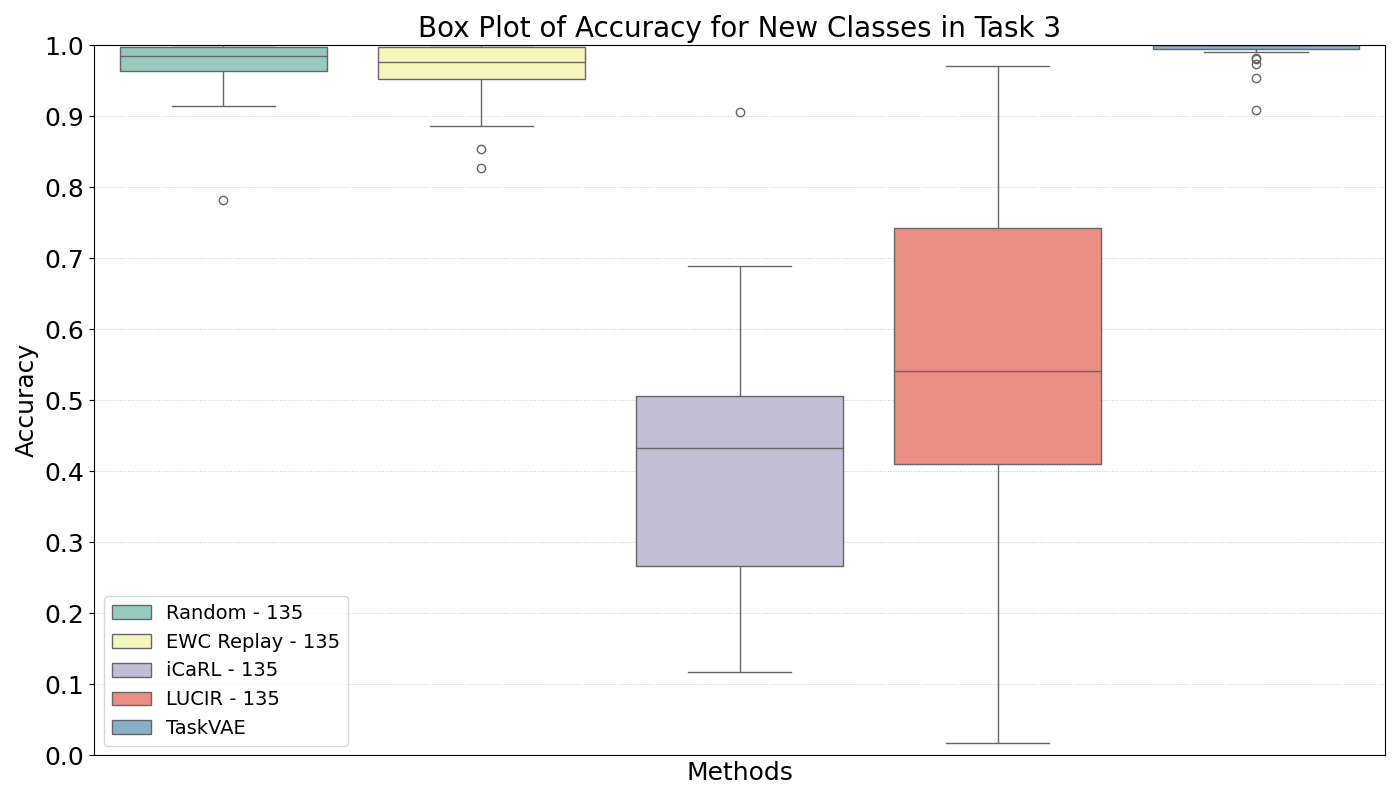 Box Plot of Accuracy for New Classes in Task 3
1.0
0.9
0.8
0.7
0.6
0.5
0.4
0.3
0.2
0.1
0.0
Accuracy
Methods
Random - 135
EWC Replay - 135
iCaRL - 135
LUCIR - 135
TaskVAE